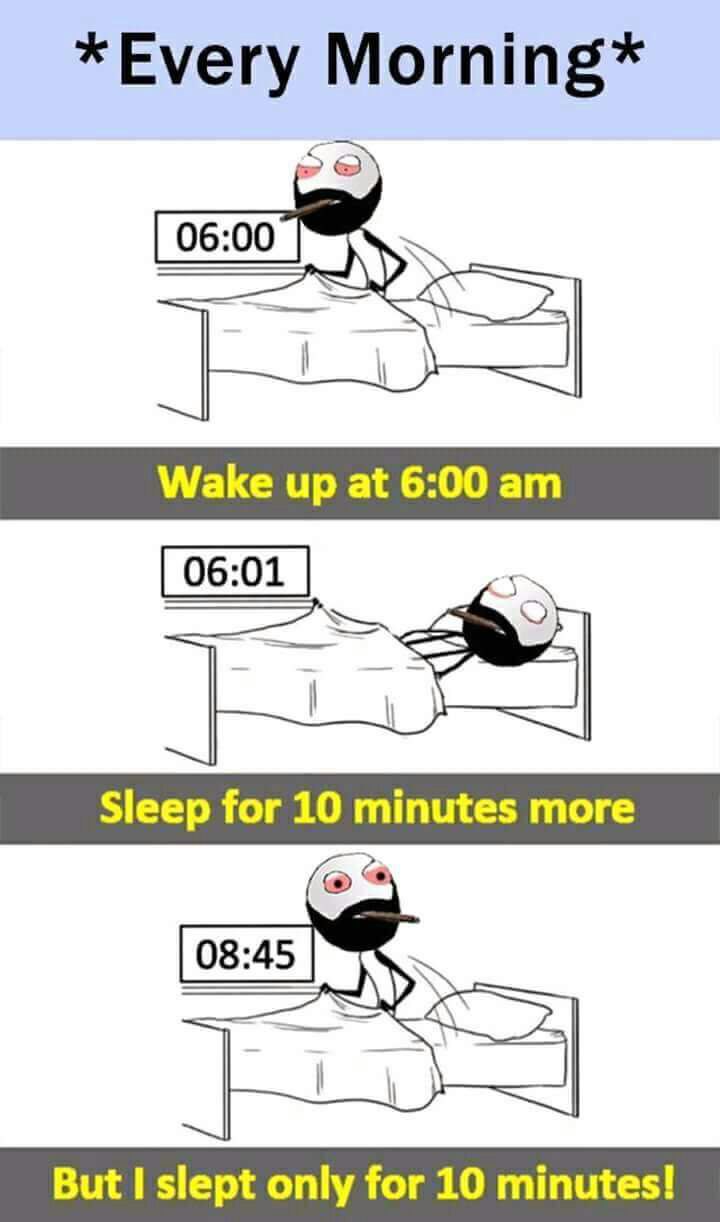 *Every Morning*
06:00
Wake up at 6:00 am
06:01
Sleep for 10 minutes more
08:45
But I slept only for 10 minutes!